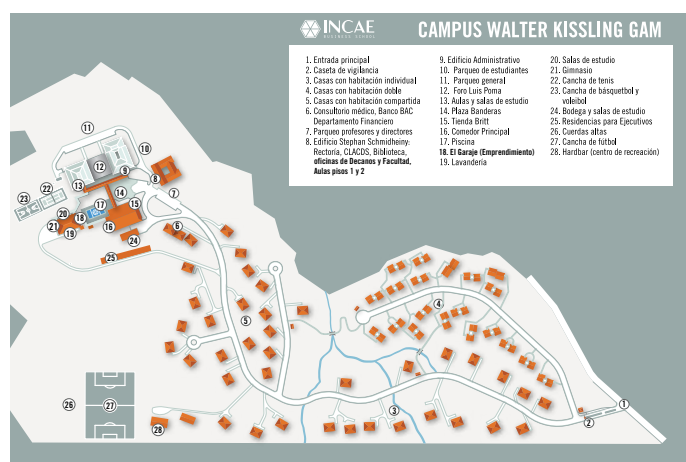 INCAE
BUSINESS SCHOOL
CAMPUS WALTER KISSLING GAM
1. Entrada principal
2. Caseta de vigilancia
3. Casas con habitación individual
4. Casas con habitación doble
5. Casas con habitación compartida
6. Consultorio médico, Banco BAC
Departamento Financiero
7. Parqueo profesores y directores
8. Edificio Stephan Schmidheiny:
Rectoría, CLACDS, Biblioteca,
oficinas de Decanos y Facultad,
Aulas pisos 1 y 2
9. Edificio Administrativo
10. Parqueo de estudiantes
11. Parqueo general
12. Foro Luis Poma
13. Aulas y salas de estudio
14. Plaza Banderas
15. Tienda Britt
16. Comedor Principal
17. Piscina
18. El Garaje (Emprendimiento)
19. Lavandería
20. Salas de estudio
21. Gimnasio
22. Cancha de tenis
23. Cancha de básquetbol y
voleibol
24. Bodega y salas de estudio
25. Residencias para Ejecutivos
26. Cuerdas altas
27. Cancha de fútbol
28. Hardbar (centro de recreación)
11
10
12
9
8
13
22
14
7
23
17
15
20
18
21
16
6
19
24
25
4
5
26
27
3
1
2
28